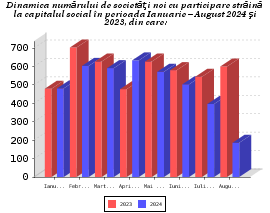 Dinamica numărului de societăți noi cu participare străină
la capitalul social în perioada Ianuarie – August 2024 și
2023, din care:
700
600
500
400
300
200
100
0
Ianu... Febr... Mart... Apri... Mai ... Iuni... Iuli... Augu...
2023 2024